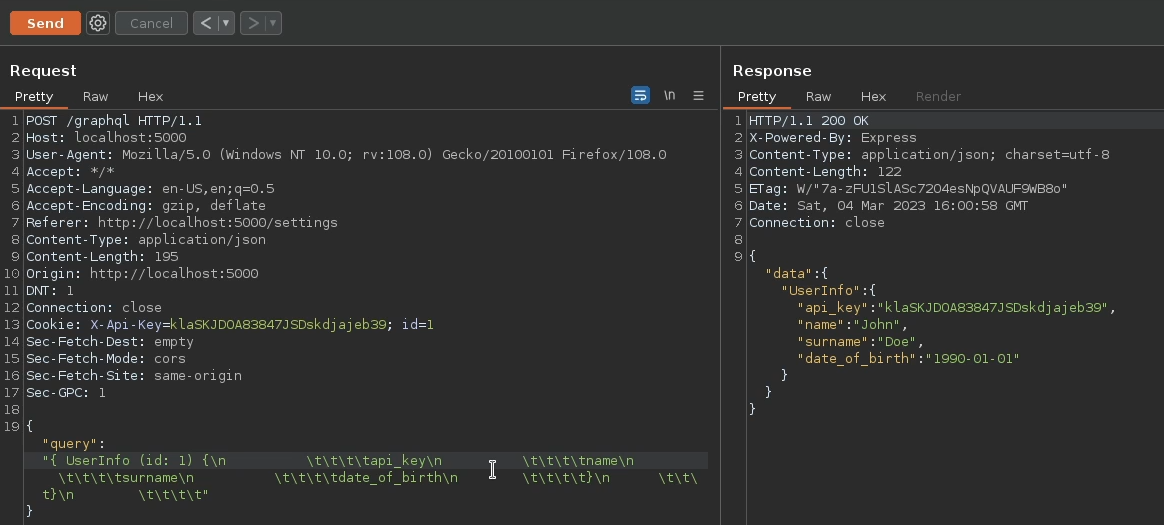 Send Cancel < >
Request
Pretty Raw Hex \n
1 POST /graphql HTTP/1.1
2 Host: localhost:5000
3 User-Agent: Mozilla/5.0 (Windows NT 10.0; rv:108.0) Gecko/20100101 Firefox/108.0
4 Accept: */*
5 Accept-Language: en-US,en;q=0.5
6 Accept-Encoding: gzip, deflate
7 Referer: http://localhost:5000/settings
8 Content-Type: application/json
9 Content-Length: 195
10 Origin: http://localhost:5000
11 DNT: 1
12 Connection: close
13 Cookie: X-Api-Key=klaSKJDOA83847JSDskdjajeb39; id=1
14 Sec-Fetch-Dest: empty
15 Sec-Fetch-Mode: cors
16 Sec-Fetch-Site: same-origin
17 Sec-GPC: 1
18
19 {
"query":
"{ UserInfo (id: 1) {\n          \t\t\t\tapi_key\n          \t\t\t\tname\n
\t\t\t\tsurname\n          \t\t\t\tdate_of_birth\n        \t\t\t\t}\n      \t\t\
t}\n        \t\t\t\t"
}
Response
Pretty Raw Hex Render
1 HTTP/1.1 200 OK
2 X-Powered-By: Express
3 Content-Type: application/json; charset=utf-8
4 Content-Length: 122
5 ETag: W/"7a-zFU1SlASc7204esNpQVAUF9WB8o"
6 Date: Sat, 04 Mar 2023 16:00:58 GMT
7 Connection: close
8
9 {
"data":{
"UserInfo":{
"api_key":"klaSKJDOA83847JSDskdjajeb39",
"name":"John",
"surname":"Doe",
"date_of_birth":"1990-01-01"
}
}
}